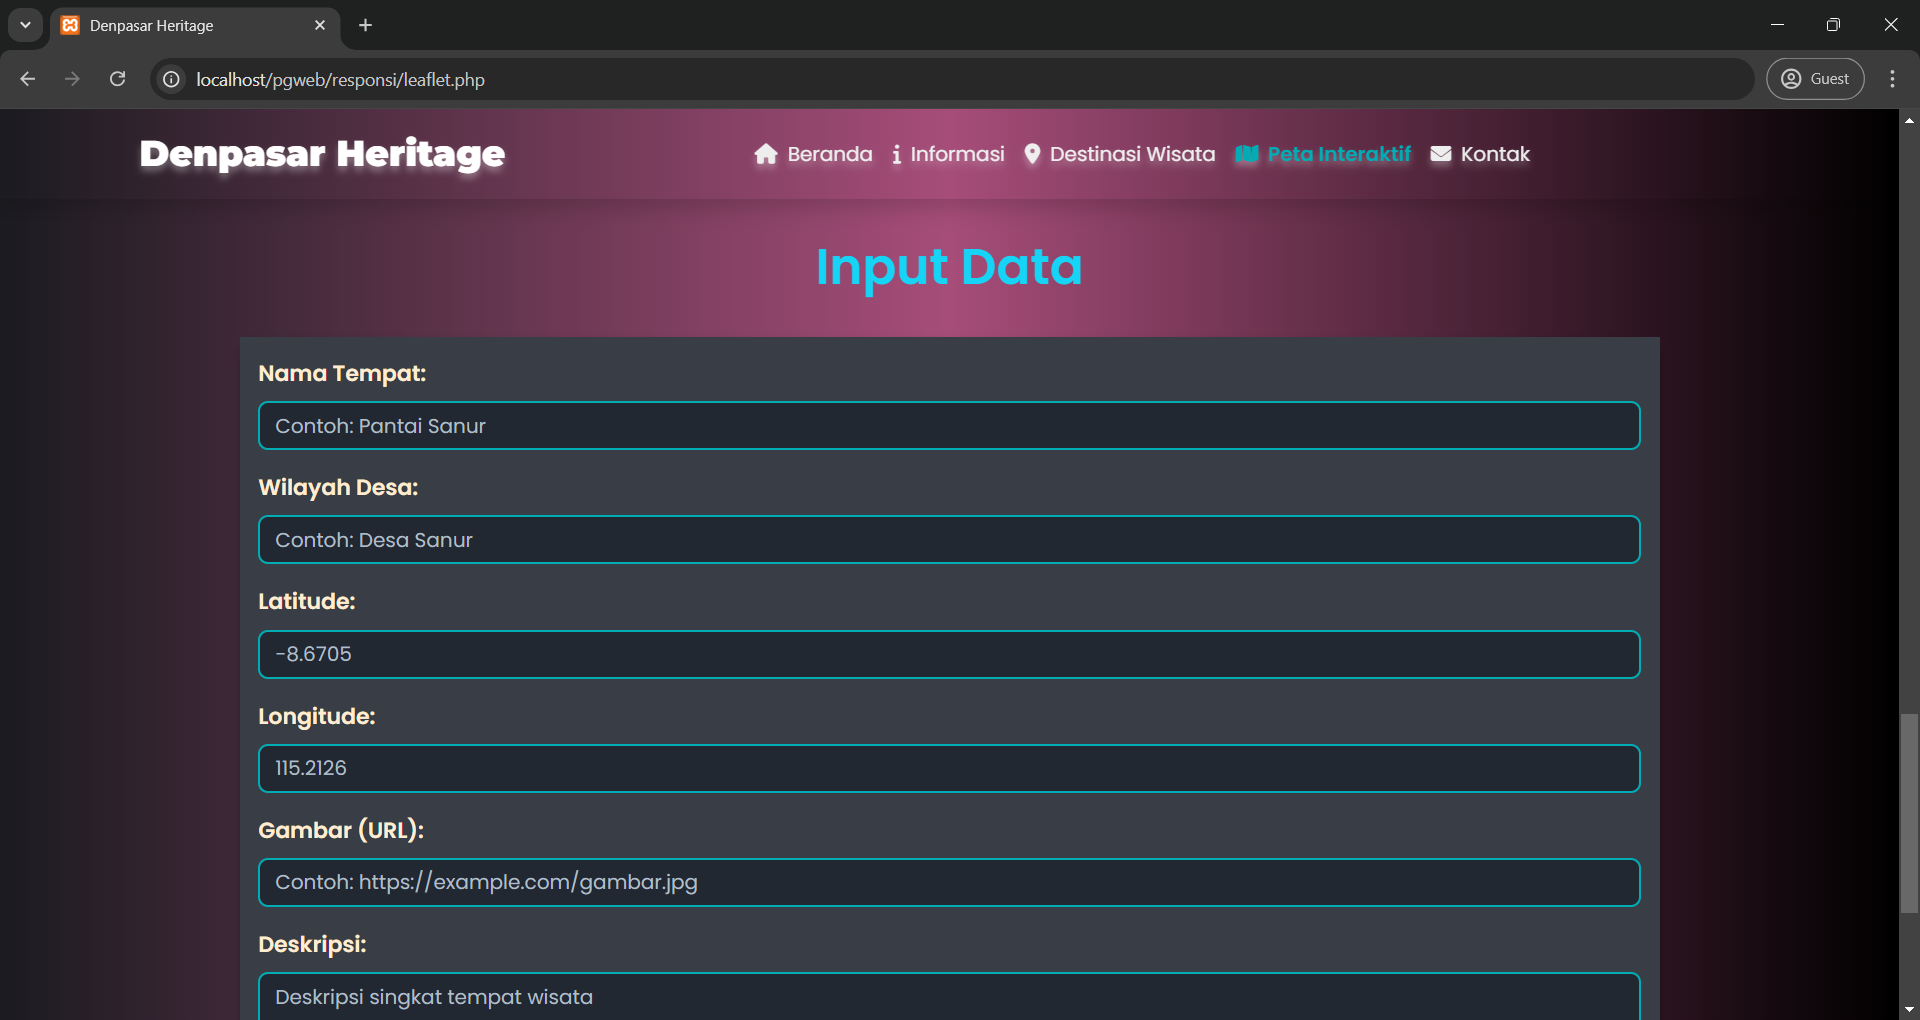 Denpasar Heritage
localhost/pgweb/responsi/leaflet.php
Guest
Denpasar Heritage
Beranda
Informasi
Destinasi Wisata
Peta Interaktif
Kontak
Input Data
Nama Tempat:
Contoh: Pantai Sanur
Wilayah Desa:
Contoh: Desa Sanur
Latitude:
-8.6705
Longitude:
115.2126
Gambar (URL):
Contoh: https://example.com/gambar.jpg
Deskripsi:
Deskripsi singkat tempat wisata